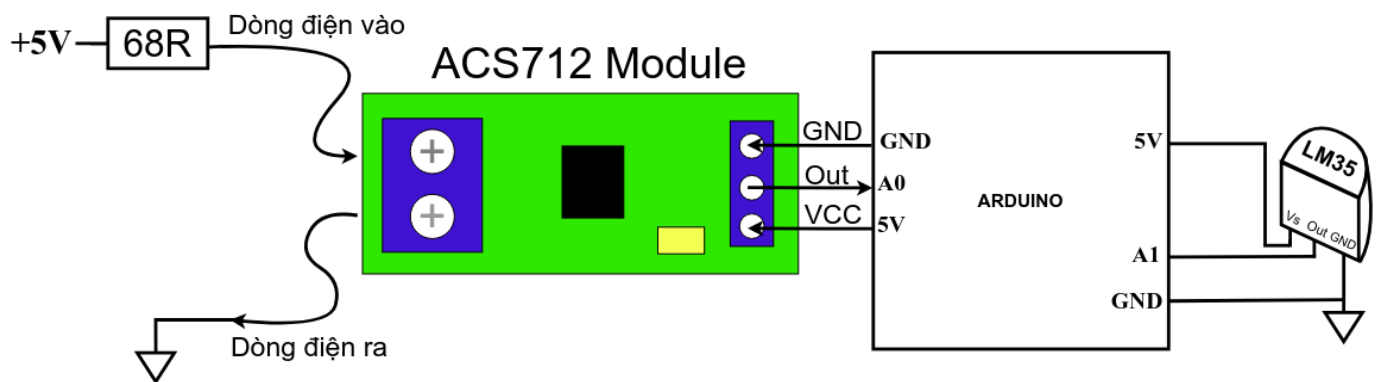 Dòng điện vào
+5V
68R
ACS712 Module
GND
Out
VCC
GND
A0
5V
ARDUINO
5V
A1
GND
LM35
Vs Out GND
Dòng điện ra